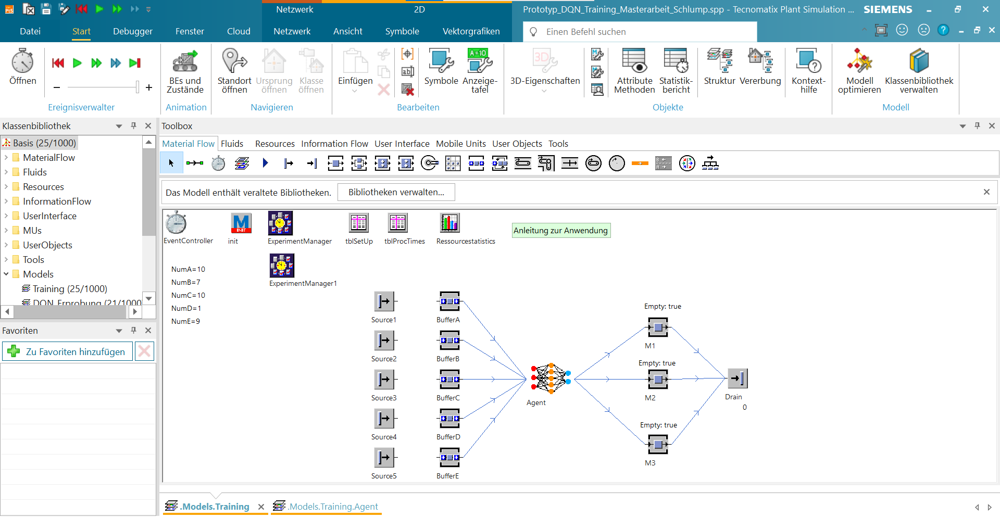 Netzwerk
2D
Prototyp_DQN_Training_Masterarbeit_Schlump.spp - Tecnomatix Plant Simulation ...
SIEMENS
Datei
Start
Debugger
Fenster
Cloud
Netzwerk
Ansicht
Symbole
Vektorgrafiken
Einen Befehl suchen
Öffnen
BEs und
Zustände
Standort
öffnen
Ursprung
öffnen
Klasse
öffnen
Einfügen
Symbole
Anzeige-
tafel
3D-Eigenschaften
Attribute
Methoden
Statistik-
bericht
Struktur
Vererbung
Kontext-
hilfe
Modell
optimieren
Klassenbibliothek
verwalten
Ereignisverwalter
Animation
Navigieren
Bearbeiten
Objekte
Modell
Klassenbibliothek
Basis (25/1000)
MaterialFlow
Fluids
Resources
InformationFlow
UserInterface
MUs
UserObjects
Tools
Models
Training (25/1000)
DQN_Erprobung (21/1000)
Favoriten
Zu Favoriten hinzufügen
Toolbox
Material Flow
Fluids
Resources
Information Flow
User Interface
Mobile Units
User Objects
Tools
Das Modell enthält veraltete Bibliotheken.
Bibliotheken verwalten...
EventController
M
INIT
init
ExperimentManager
tblSetUp
tblProcTimes
Ressourcestatistics
Anleitung zur Anwendung
ExperimentManager1
NumA=10
NumB=7
NumC=10
NumD=1
NumE=9
Source1
Source2
Source3
Source4
Source5
BufferA
BufferB
BufferC
BufferD
BufferE
Agent
Empty: true
M1
Empty: true
M2
Empty: true
M3
Drain
0
.Models.Training
.Models.Training.Agent